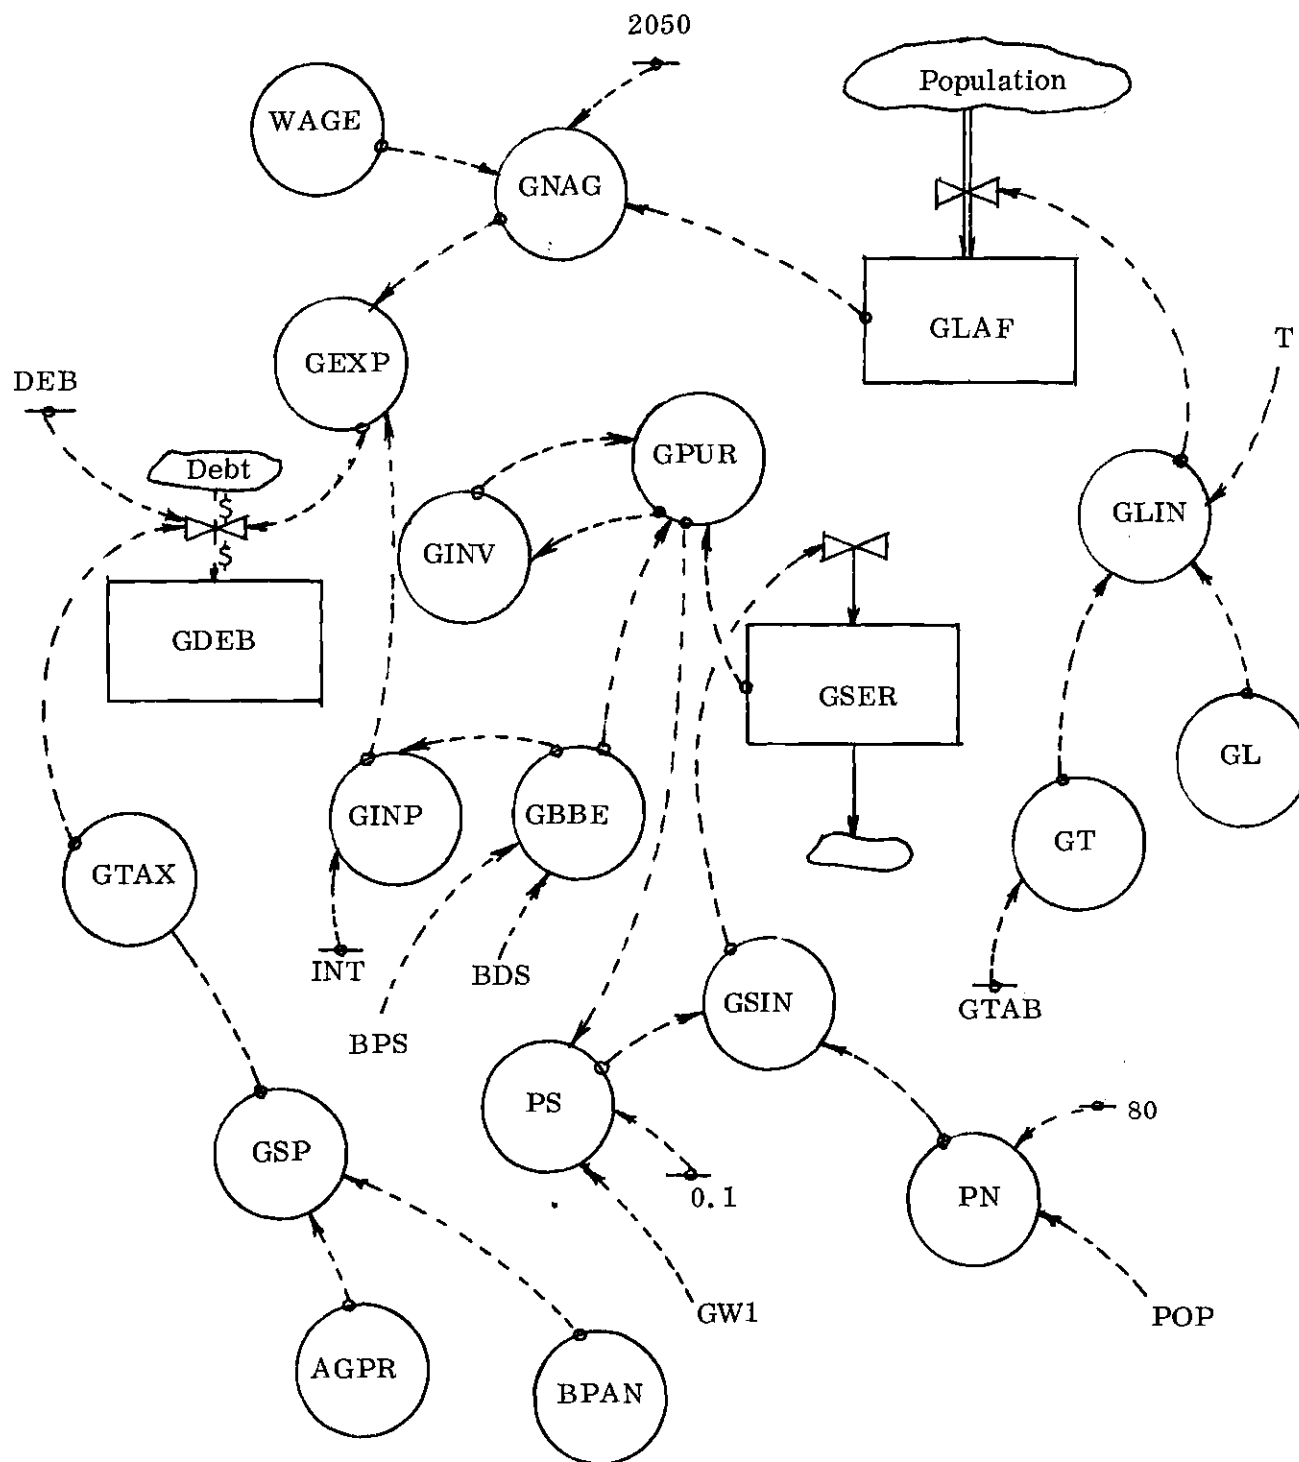 2050
Population
WAGE
GNAG
GLAF
T
GEXP
DEB
GPUR
Debt
$
GLIN
GINV
$
GDEB
GSER
GL
GINP
GBBE
GT
GTAX
INT
BDS
GSIN
GTAB
BPS
PS
80
GSP
0.1
PN
GW1
POP
AGPR
BPAN